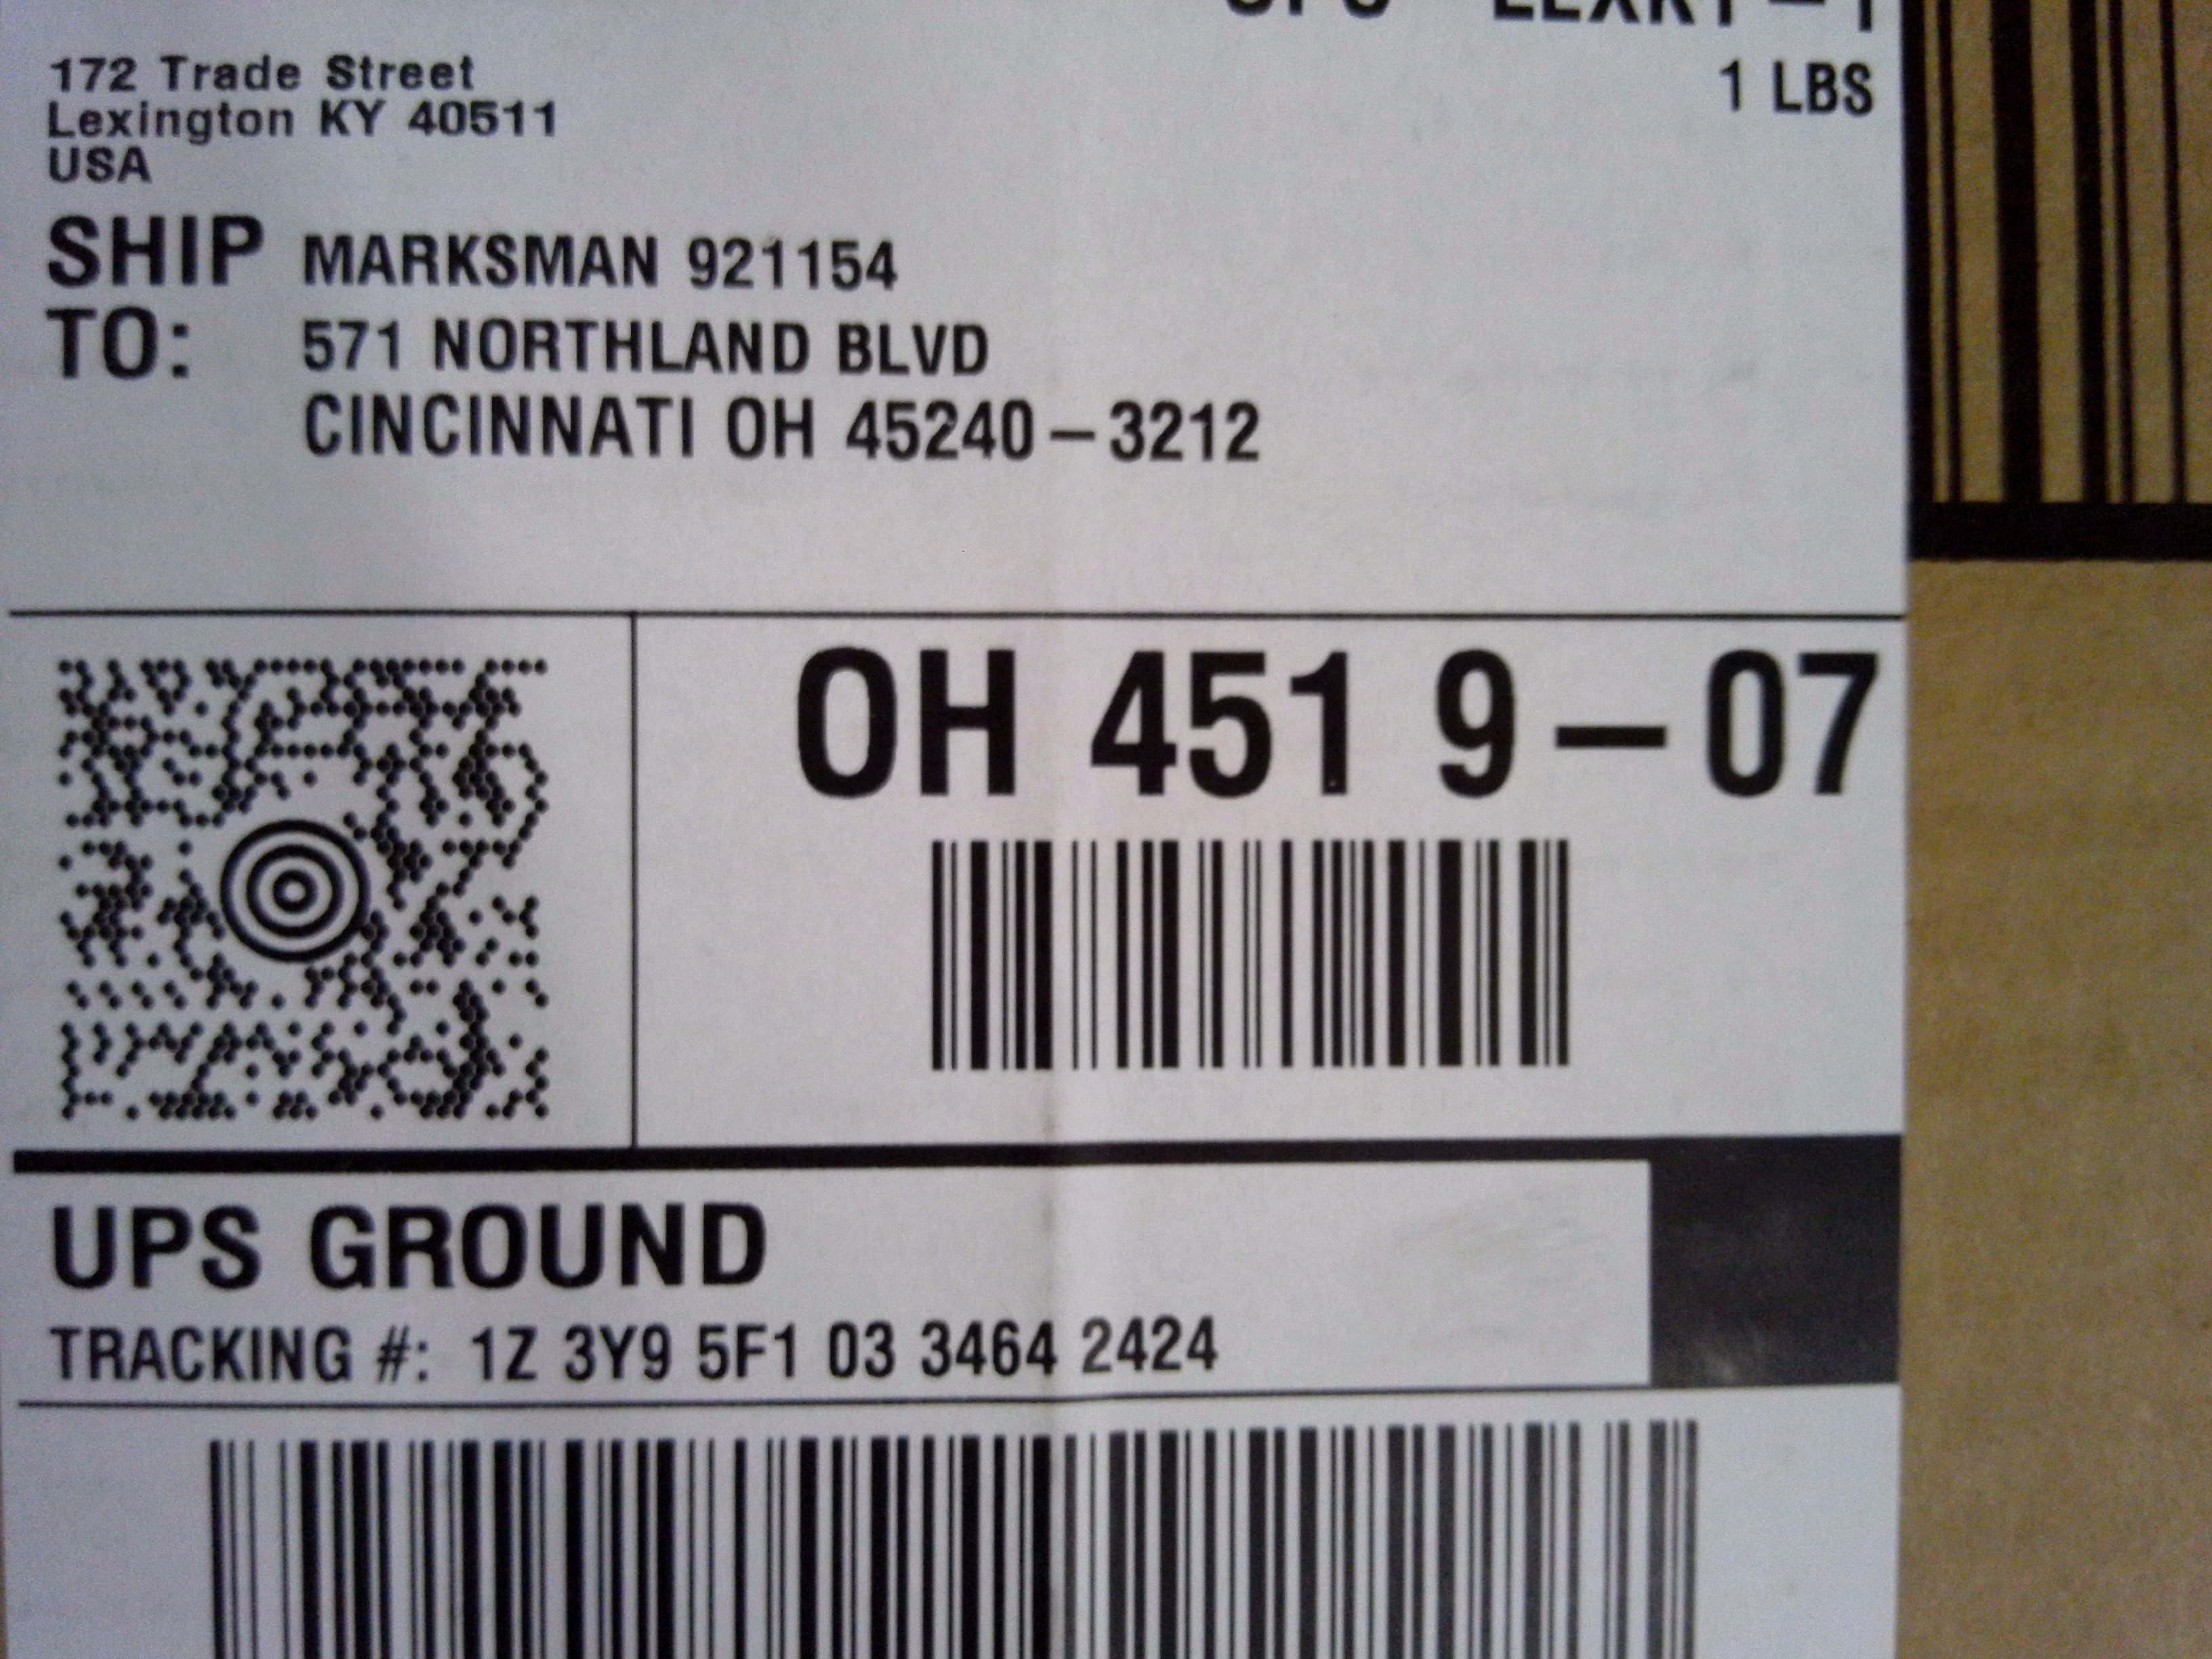 172 Trade Street
Lexington KY 40511
USA
1 LBS
SHIP TO:
MARKSMAN 921154
571 NORTHLAND BLVD
CINCINNATI OH 45240-3212
OH 451 9-07
UPS GROUND
TRACKING #: 1Z 3Y9 5F1 03 3464 2424